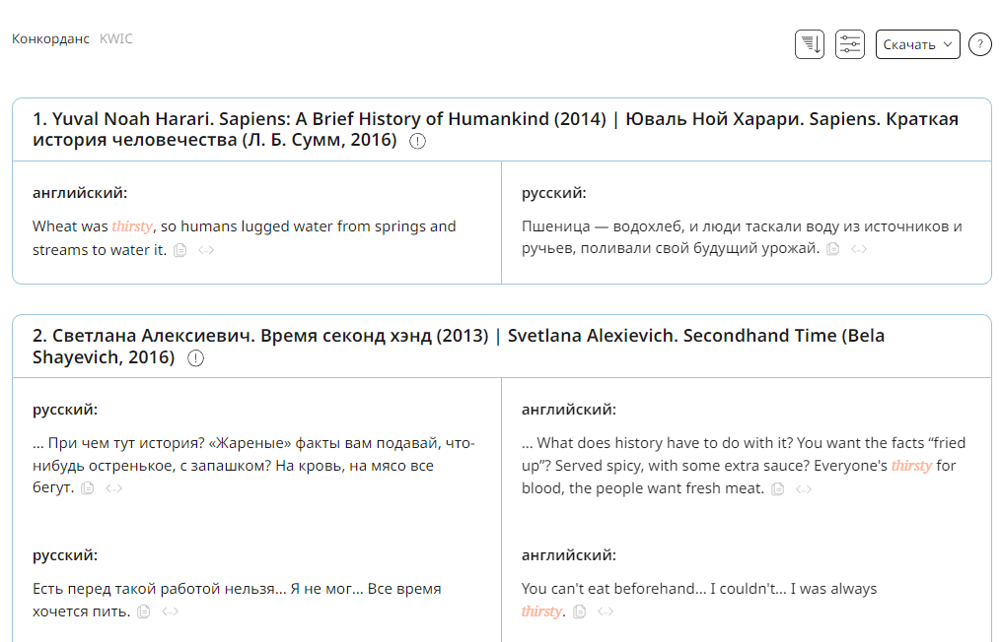 Конкорданс KWIC
Скачать
?
1. Yuval Noah Harari. Sapiens: A Brief History of Humankind (2014) | Юваль Ной Харари. Sapiens. Краткая
история человечества (Л. Б. Сумм, 2016)
английский:
Wheat was thirsty, so humans lugged water from springs and
streams to water it.
русский:
Пшеница — водохлеб, и люди таскали воду из источников и
ручьев, поливали свой будущий урожай.
2. Светлана Алексиевич. Время секонд хэнд (2013) | Svetlana Alexievich. Secondhand Time (Bela
Shayevich, 2016)
русский:
... При чем тут история? «Жареные» факты вам подавай, что-
нибудь остренькое, с запашком? На кровь, на мясо все
бегут.
английский:
... What does history have to do with it? You want the facts “fried
up”? Served spicy, with some extra sauce? Everyone's thirsty for
blood, the people want fresh meat.
русский:
Есть перед такой работой нельзя... Я не мог... Все время
хочется пить.
английский:
You can't eat beforehand... I couldn't... I was always
thirsty.